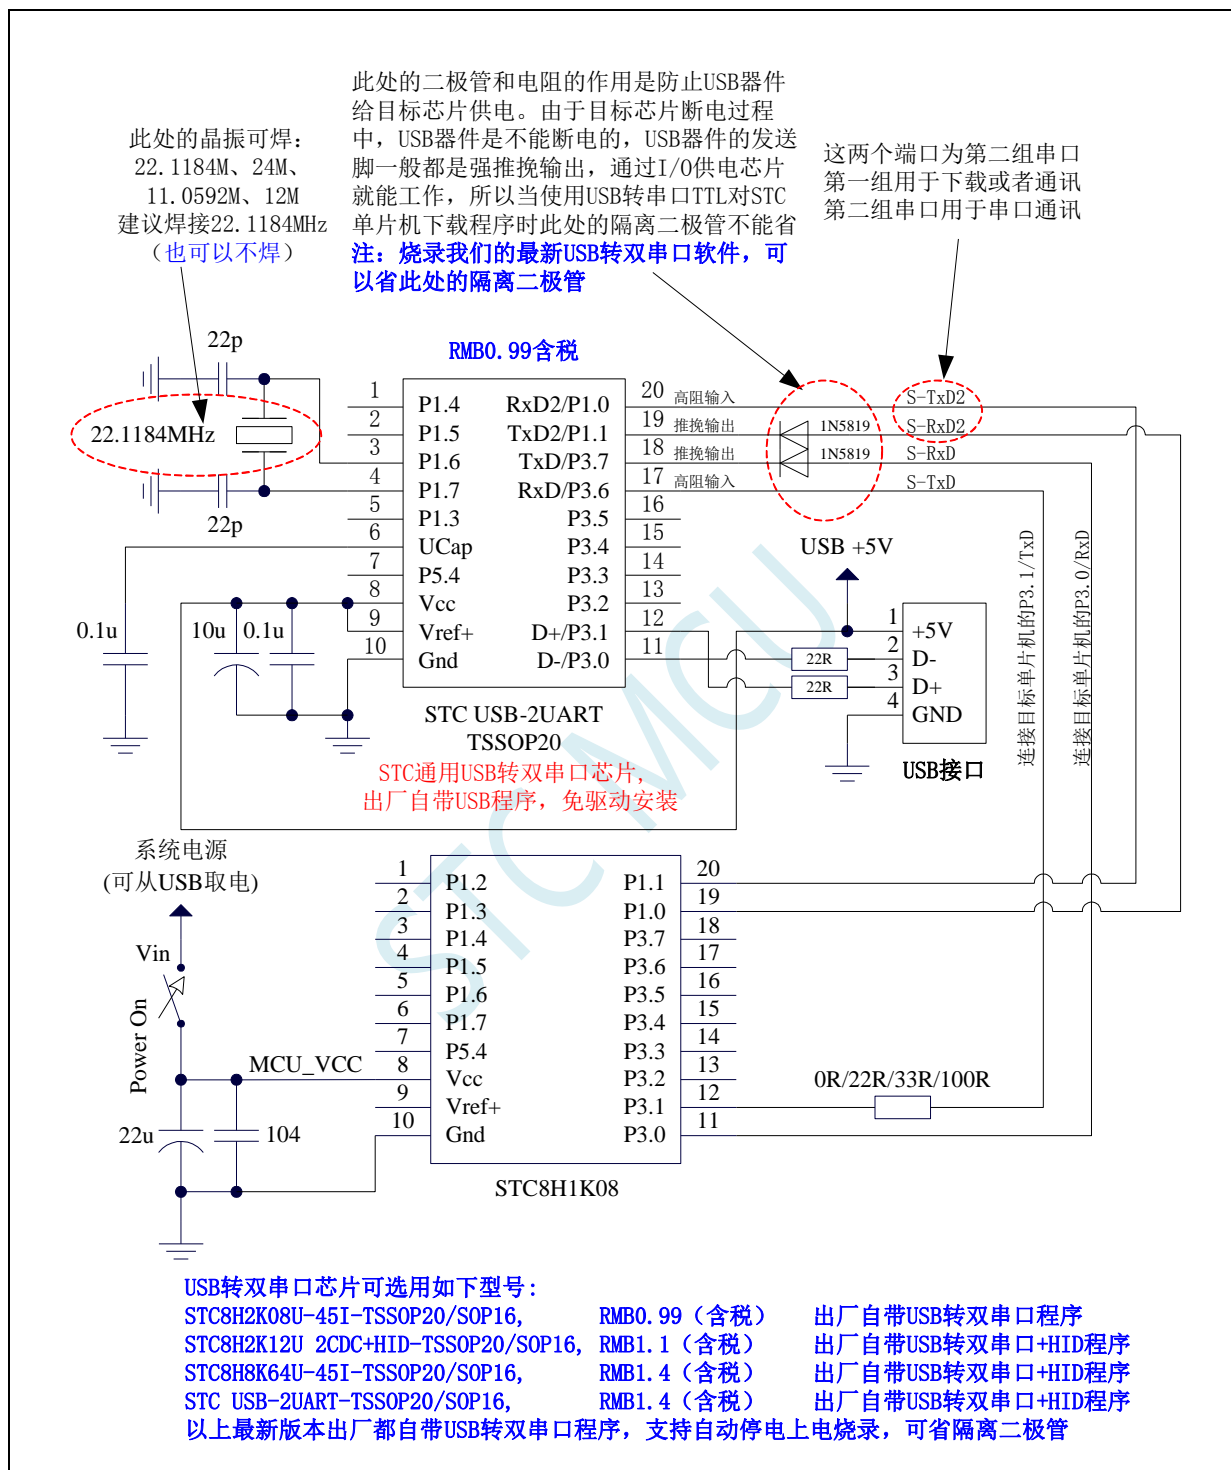 此处的二极管和电阻的作用是防止USB器件
给目标芯片供电。由于目标芯片断电过程
中，USB器件是不能断电的，USB器件的发送
脚一般都是强推挽输出，通过I/O供电芯片
就能工作，所以当使用USB转串口TTL对STC
单片机下载程序时此处的隔离二极管不能省
注：烧录我们的最新USB转双串口软件，可
以省此处的隔离二极管
此处的晶振可焊：
22.1184M、24M、
11.0592M、12M
建议焊接22.1184MHz
（也可以不焊）
这两个端口为第二组串口
第一组用于下载或者通讯
第二组串口用于串口通讯
22p
22.1184MHz
22p
RMB0.99含税
1 P1.4
2 P1.5
3 P1.6
4 P1.7
5 P1.3
6 UCap
7 P5.4
8 Vcc
9 Vref+
10 Gnd
RxD2/P1.0 20 高阻输入 S-TxD2
TxD2/P1.1 19 推挽输出 1N5819 S-RxD2
TxD/P3.7 18 推挽输出 1N5819 S-RxD
RxD/P3.6 17 高阻输入 S-TxD
P3.5 16
P3.4 15
P3.3 14
P3.2 13
D+/P3.1 12
D-/P3.0 11
0.1u
10u
0.1u
STC USB-2UART
TSSOP20
STC通用USB转双串口芯片,
出厂自带USB程序，免驱动安装
USB +5V
22R
22R
1 +5V
2 D-
3 D+
4 GND
USB接口
连接目标单片机的P3.1/TxD
连接目标单片机的P3.0/RxD
STC MCU
系统电源
(可从USB取电)
Vin
Power On
MCU_VCC
22u
104
1 P1.2
2 P1.3
3 P1.4
4 P1.5
5 P1.6
6 P1.7
7 P5.4
8 Vcc
9 Vref+
10 Gnd
P1.1 20
P1.0 19
P3.7 18
P3.6 17
P3.5 16
P3.4 15
P3.3 14
P3.2 13
P3.1 12
P3.0 11
0R/22R/33R/100R
STC8H1K08
USB转双串口芯片可选用如下型号：
STC8H2K08U-45I-TSSOP20/SOP16, RMB0.99（含税） 出厂自带USB转双串口程序
STC8H2K12U 2CDC+HID-TSSOP20/SOP16, RMB1.1（含税） 出厂自带USB转双串口+HID程序
STC8H8K64U-45I-TSSOP20/SOP16, RMB1.4（含税） 出厂自带USB转双串口+HID程序
STC USB-2UART-TSSOP20/SOP16, RMB1.4（含税） 出厂自带USB转双串口+HID程序
以上最新版本出厂都自带USB转双串口程序，支持自动停电上电烧录，可省隔离二极管